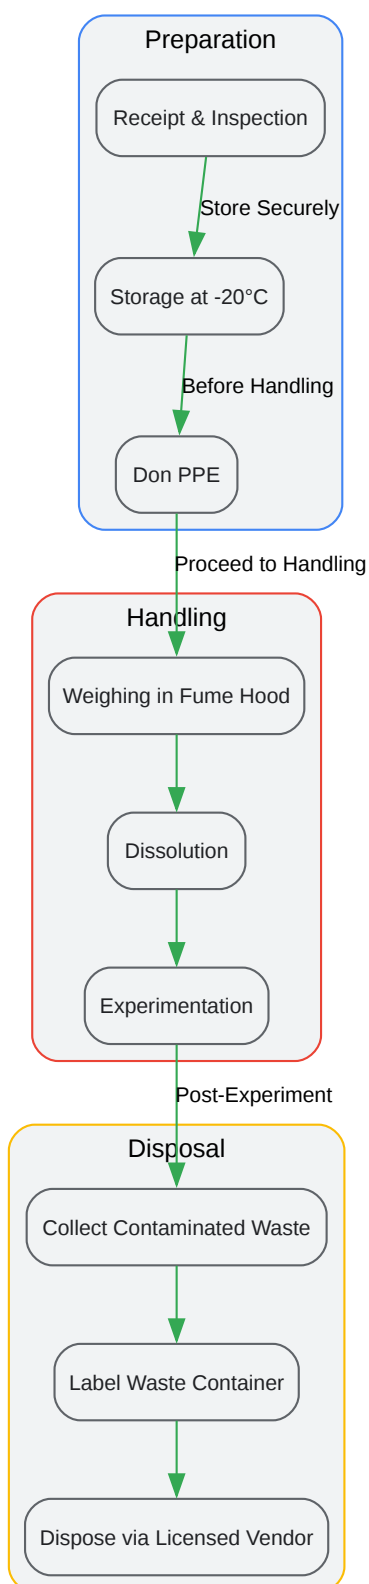 Preparation
Receipt & Inspection
Store Securely
Storage at -20°C
Before Handling
Don PPE
Proceed to Handling
Handling
Weighing in Fume Hood
Dissolution
Experimentation
Post-Experiment
Disposal
Collect Contaminated Waste
Label Waste Container
Dispose via Licensed Vendor